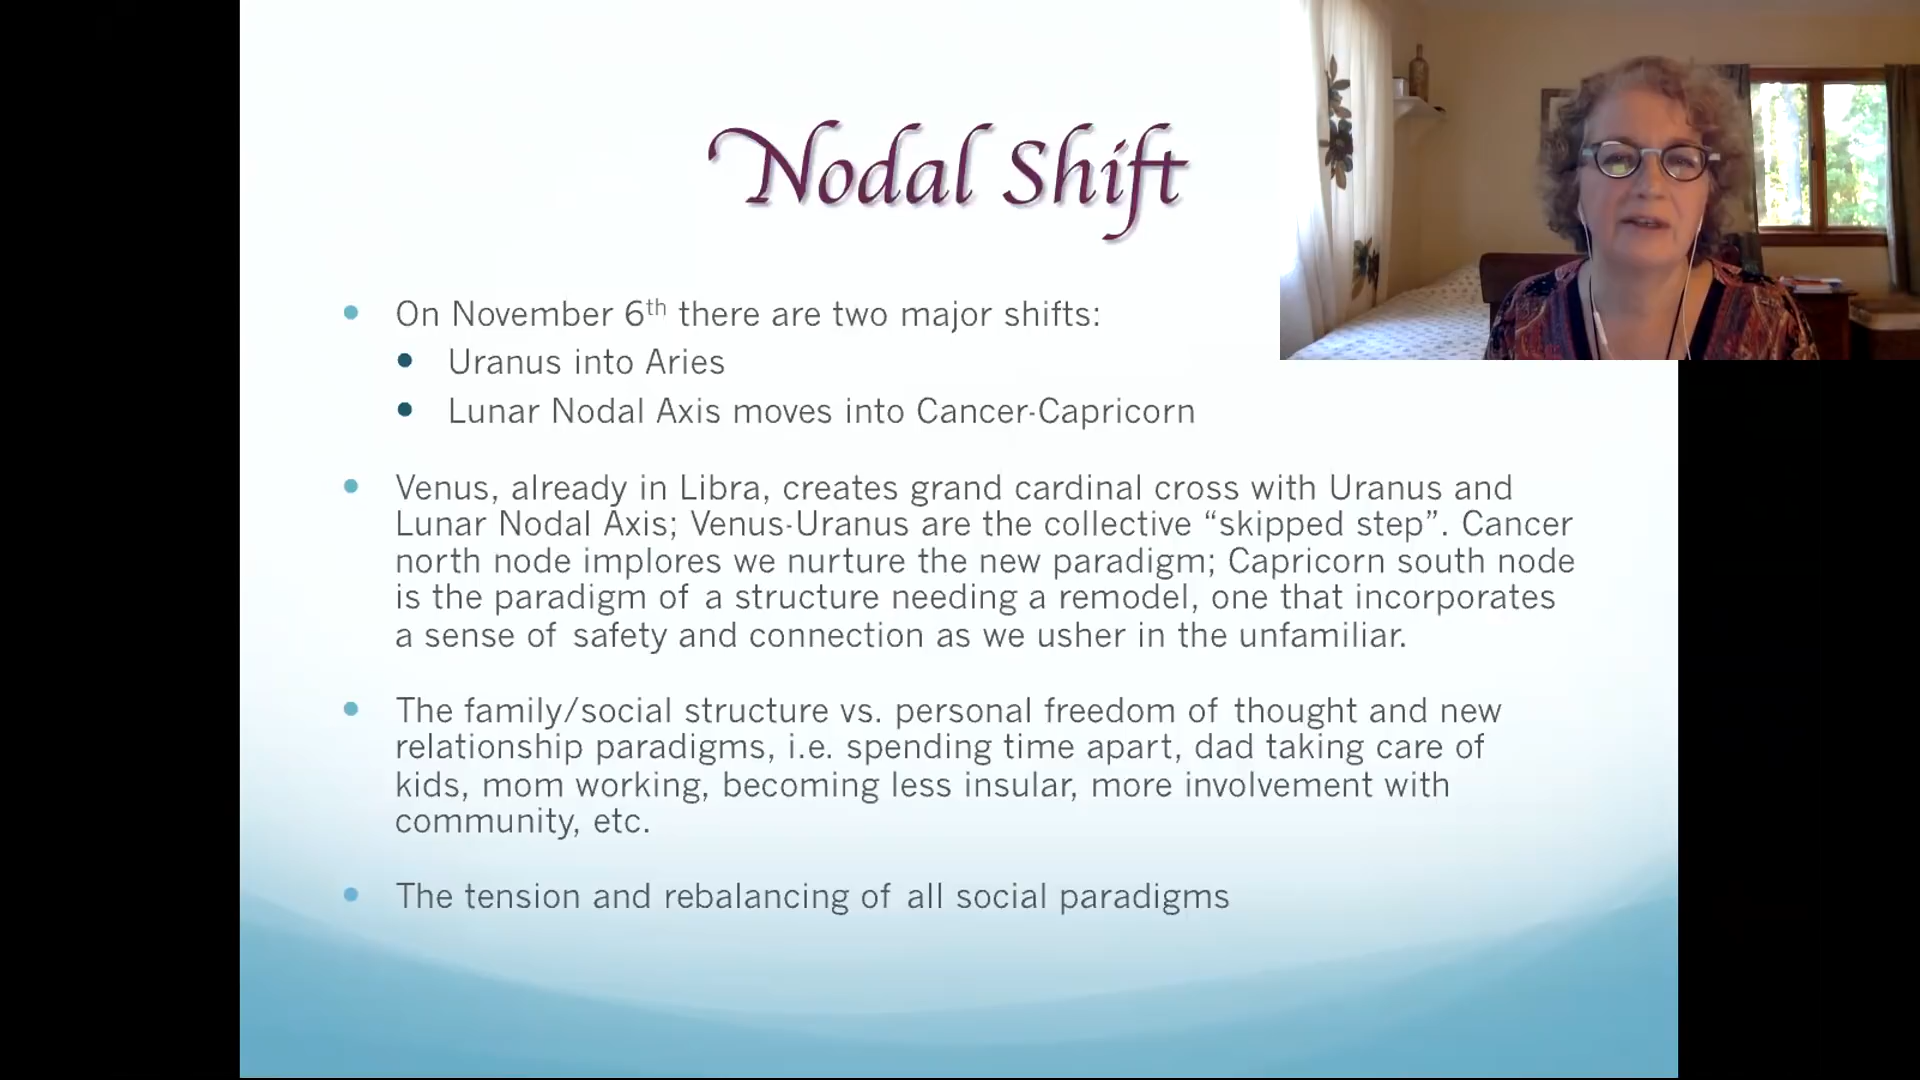 Nodal Shift
On November 6th there are two major shifts:
Uranus into Aries
Lunar Nodal Axis moves into Cancer-Capricorn
Venus, already in Libra, creates grand cardinal cross with Uranus and
Lunar Nodal Axis; Venus-Uranus are the collective “skipped step”. Cancer
north node implores we nurture the new paradigm; Capricorn south node
is the paradigm of a structure needing a remodel, one that incorporates
a sense of safety and connection as we usher in the unfamiliar.
The family/social structure vs. personal freedom of thought and new
relationship paradigms, i.e. spending time apart, dad taking care of
kids, mom working, becoming less insular, more involvement with
community, etc.
The tension and rebalancing of all social paradigms